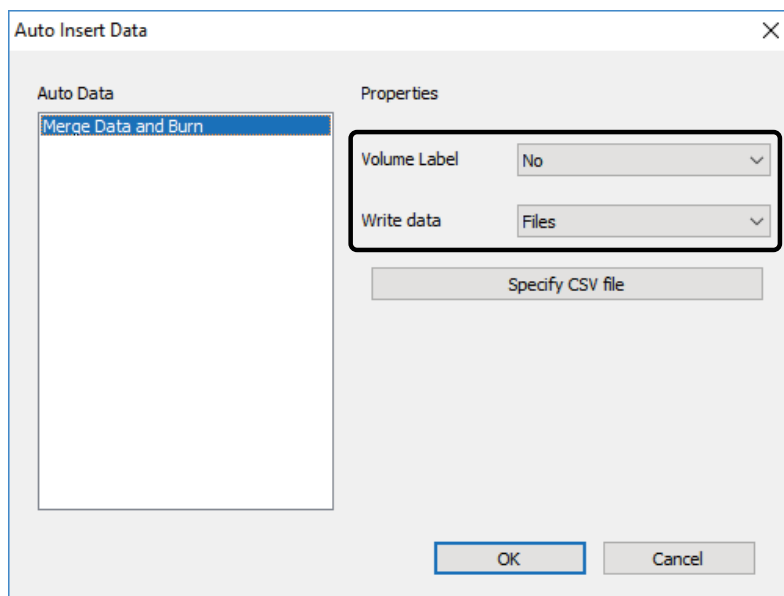 Auto Insert Data
Auto Data
Properties
Merge Data and Burn
Volume Label No
Write data Files
Specify CSV file
OK Cancel